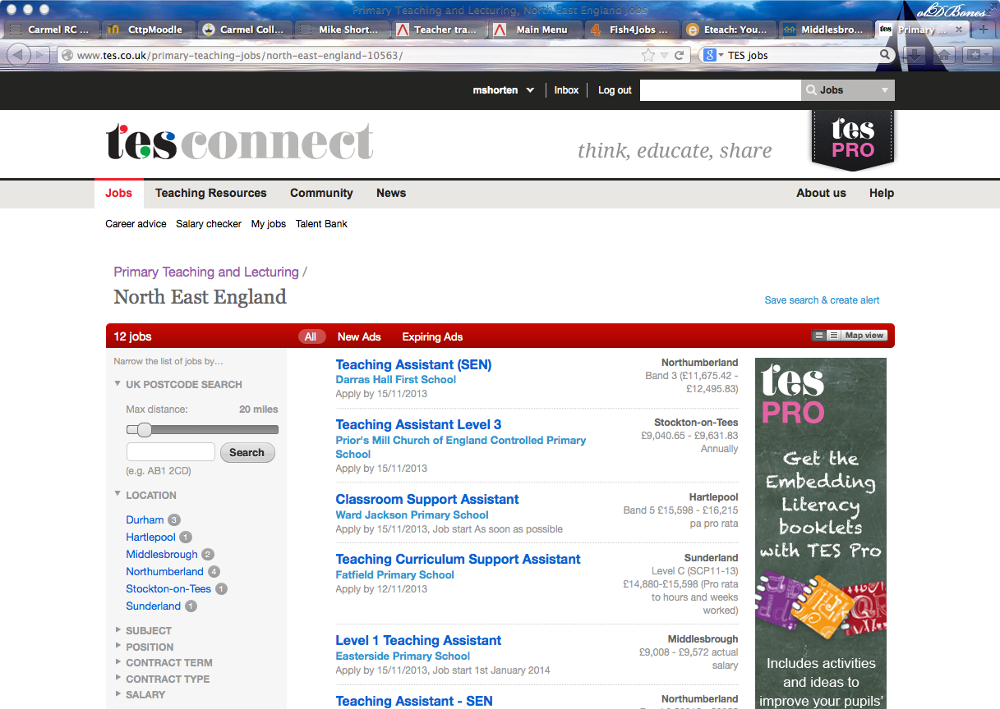 Primary Teaching and Lecturing, North East England Jobs
olDBones
Carmel RC ...
CttpMoodle
Carmel Coll...
Mike Short...
Teacher tra...
Main Menu
Fish4Jobs ...
Eteach: You...
Middlesbro...
tes Primary ...
www.tes.co.uk/primary-teaching-jobs/north-east-england-10563/
TES jobs
mshorten
Inbox
Log out
Jobs
tes connect
think, educate, share
tes
PRO
Jobs
Teaching Resources
Community
News
About us
Help
Career advice
Salary checker
My jobs
Talent Bank
Primary Teaching and Lecturing /
North East England
Save search & create alert
12 jobs
All
New Ads
Expiring Ads
Map view
Narrow the list of jobs by...
UK POSTCODE SEARCH
Max distance: 20 miles
Search
(e.g. AB1 2CD)
LOCATION
Durham 3
Hartlepool 1
Middlesbrough 2
Northumberland 4
Stockton-on-Tees 1
Sunderland 1
SUBJECT
POSITION
CONTRACT TERM
CONTRACT TYPE
SALARY
Teaching Assistant (SEN)
Darras Hall First School
Apply by 15/11/2013
Northumberland
Band 3 (£11,675.42 -
£12,495.83)
Teaching Assistant Level 3
Prior's Mill Church of England Controlled Primary
School
Apply by 15/11/2013
Stockton-on-Tees
£9,040.65 - £9,631.83
Annually
Classroom Support Assistant
Ward Jackson Primary School
Apply by 15/11/2013, Job start As soon as possible
Hartlepool
Band 5 £15,598 - £16,215
pa pro rata
Teaching Curriculum Support Assistant
Fatfield Primary School
Apply by 12/11/2013
Sunderland
Level C (SCP11-13)
£14,880-£15,598 (Pro rata
to hours and weeks
worked)
Level 1 Teaching Assistant
Easterside Primary School
Apply by 15/11/2013, Job start 1st January 2014
Middlesbrough
£9,008 - £9,572 actual
salary
Teaching Assistant - SEN
Northumberland
tes
PRO
Get the
Embedding
Literacy
booklets
with TES Pro
Includes activities
and ideas to
improve your pupils'